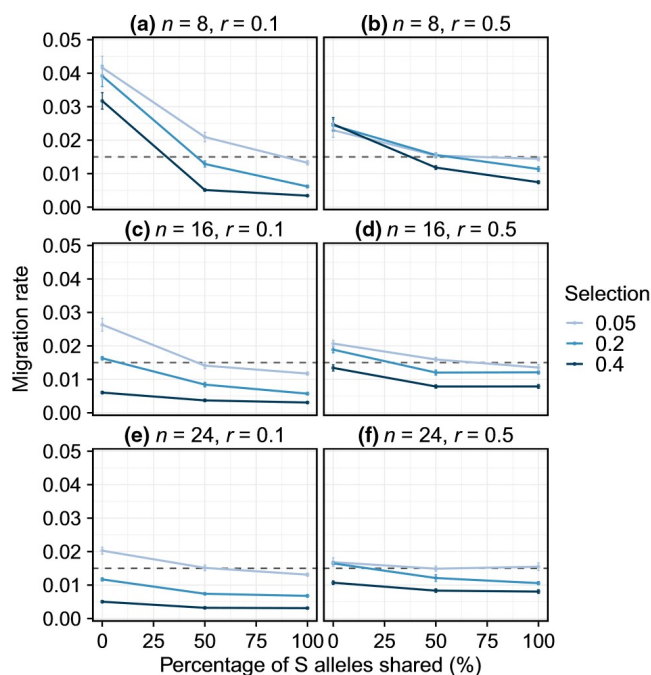 (a) n = 8, r = 0.1
(b) n = 8, r = 0.5
0.05
0.04
0.03
0.02
0.01
0.00
(c) n = 16, r = 0.1
(d) n = 16, r = 0.5
0.05
0.04
0.03
0.02
0.01
0.00
Migration rate
Selection
0.05
0.2
0.4
(e) n = 24, r = 0.1
(f) n = 24, r = 0.5
0.05
0.04
0.03
0.02
0.01
0.00
0 25 50 75 100 0 25 50 75 100
Percentage of S alleles shared (%)